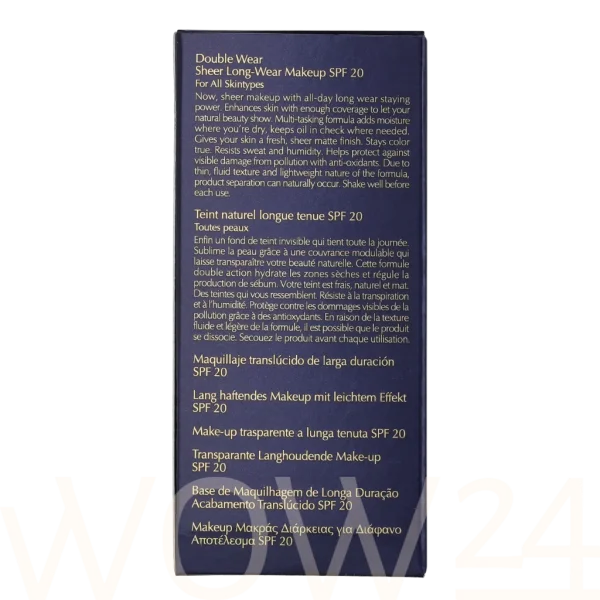 Double Wear
Sheer Long-Wear Makeup SPF 20
For All Skintypes
Now, sheer makeup with all-day long wear staying
power. Enhances skin with enough coverage to let your
natural beauty show. Multi-tasking formula adds moisture
where you're dry, keeps oil in check where needed.
Gives your skin a fresh, sheer matte finish. Stays color
true. Resists sweat and humidity. Helps protect against
visible damage from pollution with anti-oxidants. Due to
thin, fluid texture and lightweight nature of the formula,
product separation can naturally occur. Shake well before
each use.
Teint naturel longue tenue SPF 20
Toutes peaux
Enfin un fond de teint invisible qui tient toute la journée.
Sublime la peau grâce à une couvrance modulable qui
laisse transparaître votre beauté naturelle. Cette formule
double action hydrate les zones sèches et régule la
production de sébum. Votre teint est frais, naturel et mat.
Des teintes qui vous ressemblent. Résiste à la transpiration
et à l'humidité. Protège contre les dommages visibles de la
pollution grâce à des antioxydants. En raison de la texture
fluide et légère de la formule, il est possible que le produit
se dissocie. Secouez le produit avant chaque utilisation.
Maquillaje translúcido de larga duración
SPF 20
Lang haftendes Makeup mit leichtem Effekt
SPF 20
Make-up trasparente a lunga tenuta SPF 20
Transparante Langhoudende Make-up
SPF 20
Base de Maquilhagem de Longa Duração
Acabamento Translúcido SPF 20
Makeup Μακράς Διάρκειας για Διάφανο
Αποτέλεσμα SPF 20
WOW24